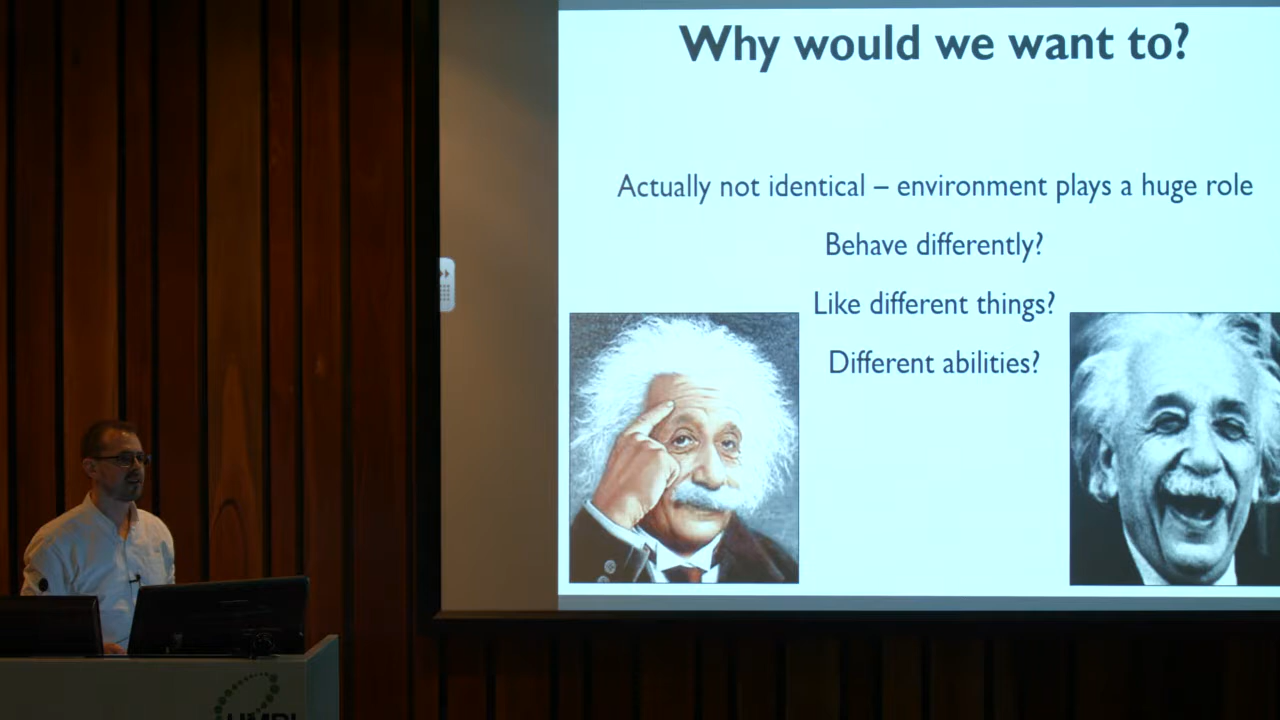 Why would we want to?
Actually not identical – environment plays a huge role
Behave differently?
Like different things?
Different abilities?